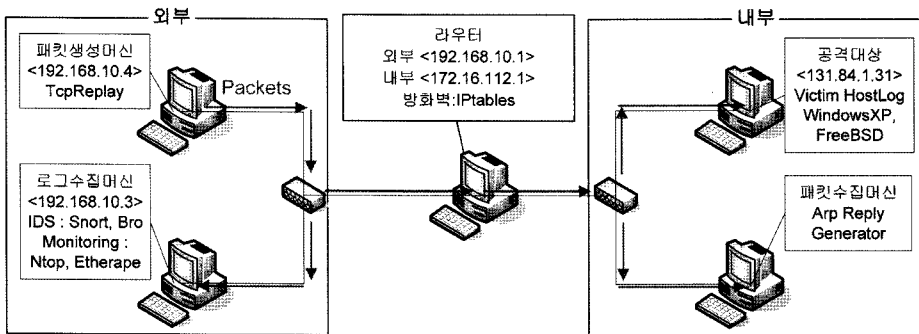 외부
패킷생성머신
<192.168.10.4>
TcpReplay
Packets
로그수집머신
<192.168.10.3>
IDS : Snort, Bro
Monitoring :
Ntop, Etherape
라우터
외부 <192.168.10.1>
내부 <172.16.112.1>
방화벽:IPtables
내부
공격대상
<131.84.1.31>
Victim HostLog
WindowsXP,
FreeBSD
패킷수집머신
Arp Reply
Generator